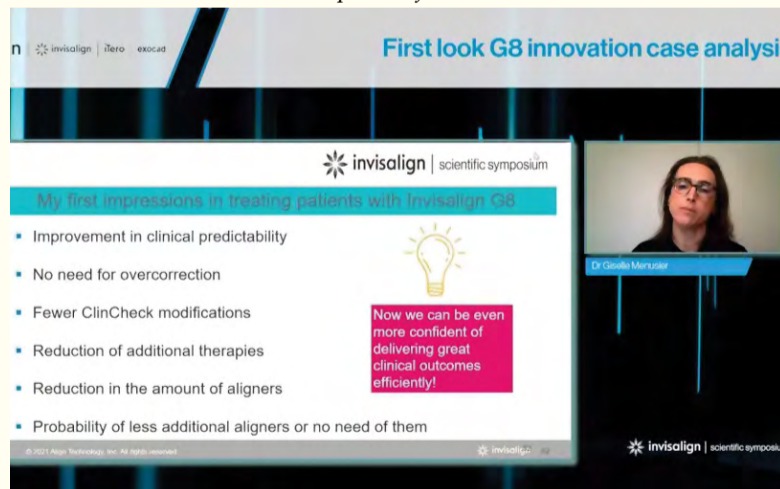 n | invisalign | iTero exocad
First look G8 innovation case analysi
invisalign | scientific symposium
My first impressions in treating patients with Invisalign G8
Improvement in clinical predictability
No need for overcorrection
Fewer ClinCheck modifications
Reduction of additional therapies
Reduction in the amount of aligners
Probability of less additional aligners or no need of them
Now we can be even
more confident of
delivering great
clinical outcomes
efficiently!
Dr Giselle Menusier
© 2021 Align Technology, Inc. All rights reserved.
invisalign
invisalign | scientific symposiu